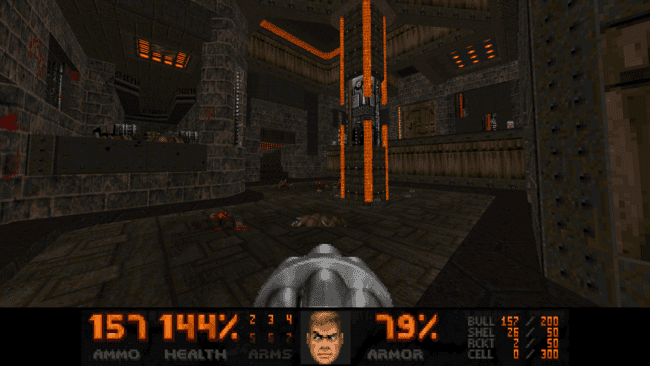 157 144% 2 3 4 79% BULL 157 / 200
SHEL 26 / 50
5 6 7 RCKT 2 / 50
AMMO HEALTH ARMS ARMOR CELL 0 / 300